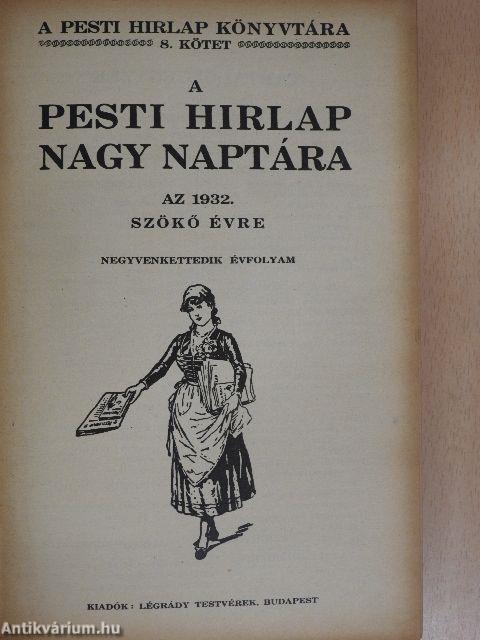 A PESTI HIRLAP KÖNYVTÁRA
8. KÖTET
A
PESTI HIRLAP
NAGY NAPTÁRA
AZ 1932.
SZÖKŐ ÉVRE
NEGYVENKETTEDIK ÉVFOLYAM
KIADÓK: LÉGRÁDY TESTVÉREK, BUDAPEST
Antikvárium.hu